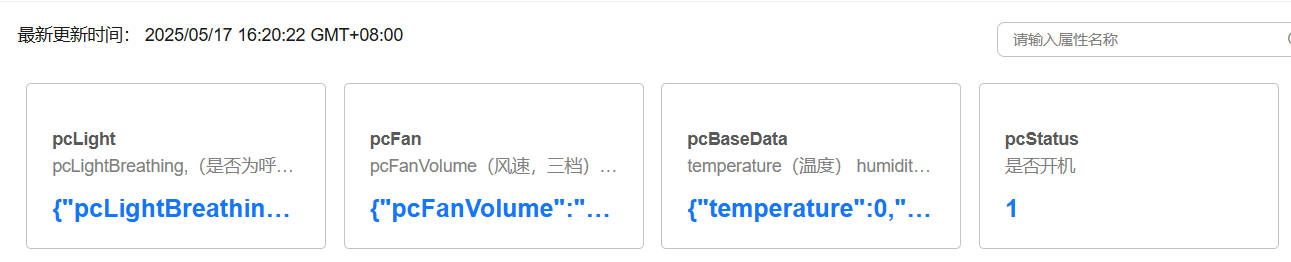 最新更新时间： 2025/05/17 16:20:22 GMT+08:00
请输入属性名称
pcLight
pcLightBreathing,（是否为呼…
{"pcLightBreathin…
pcFan
pcFanVolume（风速，三档）…
{"pcFanVolume":"…
pcBaseData
temperature（温度） humidit…
{"temperature":0,"…
pcStatus
是否开机
1